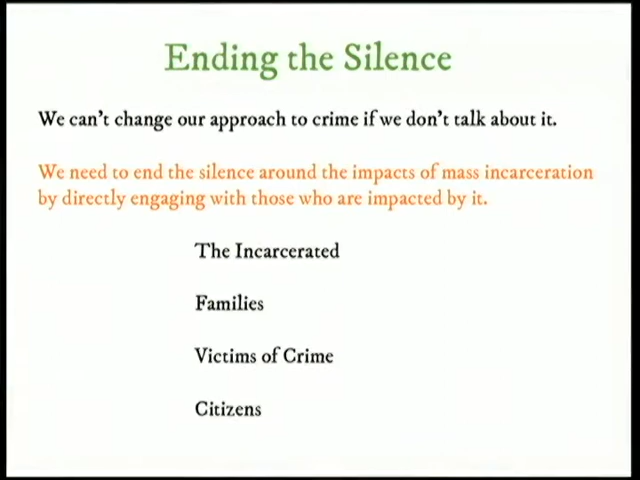 Ending the Silence
We can't change our approach to crime if we don't talk about it.
We need to end the silence around the impacts of mass incarceration
by directly engaging with those who are impacted by it.
The Incarcerated
Families
Victims of Crime
Citizens